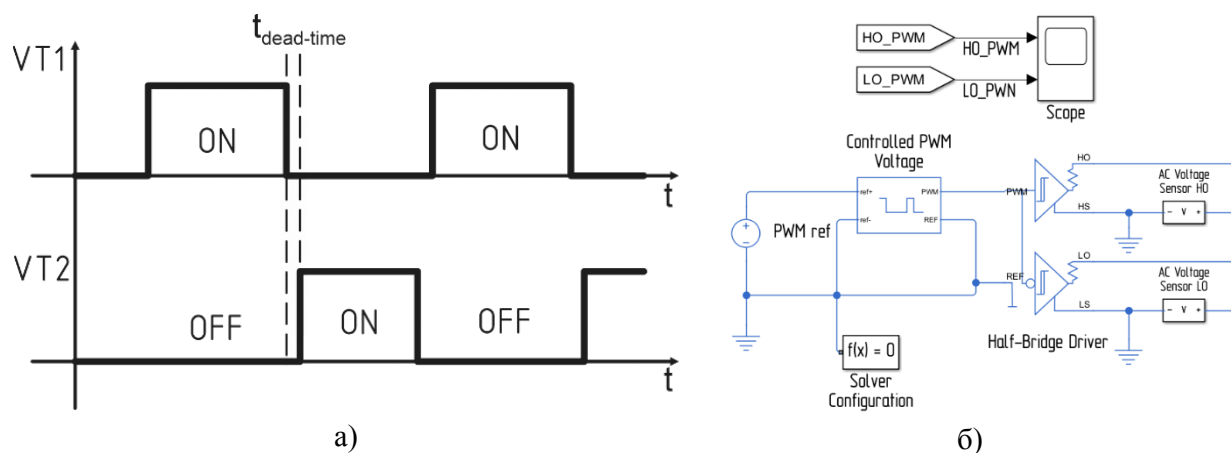 t dead-time
VT1
ON
ON
t
VT2
OFF
ON
OFF
t
а)
HO_PWM
HO_PWM
LO_PWM
LO_PWN
Scope
Controlled PWM
Voltage
ref+
PWM
ref-
REF
PWM ref
f(x) = 0
Solver
Configuration
PWM
HO
HS
AC Voltage
Sensor HO
- V +
REF
LO
LS
AC Voltage
Sensor LO
- V +
Half-Bridge Driver
б)